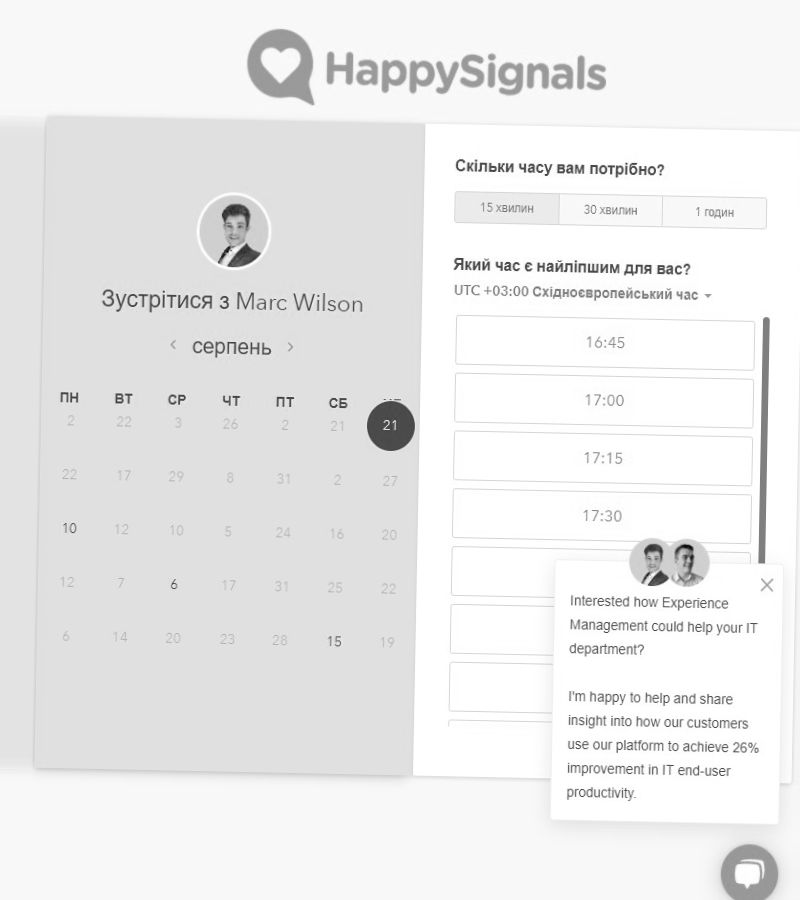 HappySignals
Зустрітися з Marc Wilson
серпень
ПН ВТ СР ЧТ ПТ СБ
2 22 3 26 2 21 21
22 17 29 8 31 2 27
10 12 10 5 24 16 20
12 7 6 17 31 25 22
6 14 20 23 28 15 19
Скільки часу вам потрібно?
15 хвилин 30 хвилин 1 годин
Який час є найліпшим для вас?
UTC +03:00 Східноєвропейський час
16:45
17:00
17:15
17:30
Interested how Experience
Management could help your IT
department?
I'm happy to help and share
insight into how our customers
use our platform to achieve 26%
improvement in IT end-user
productivity.